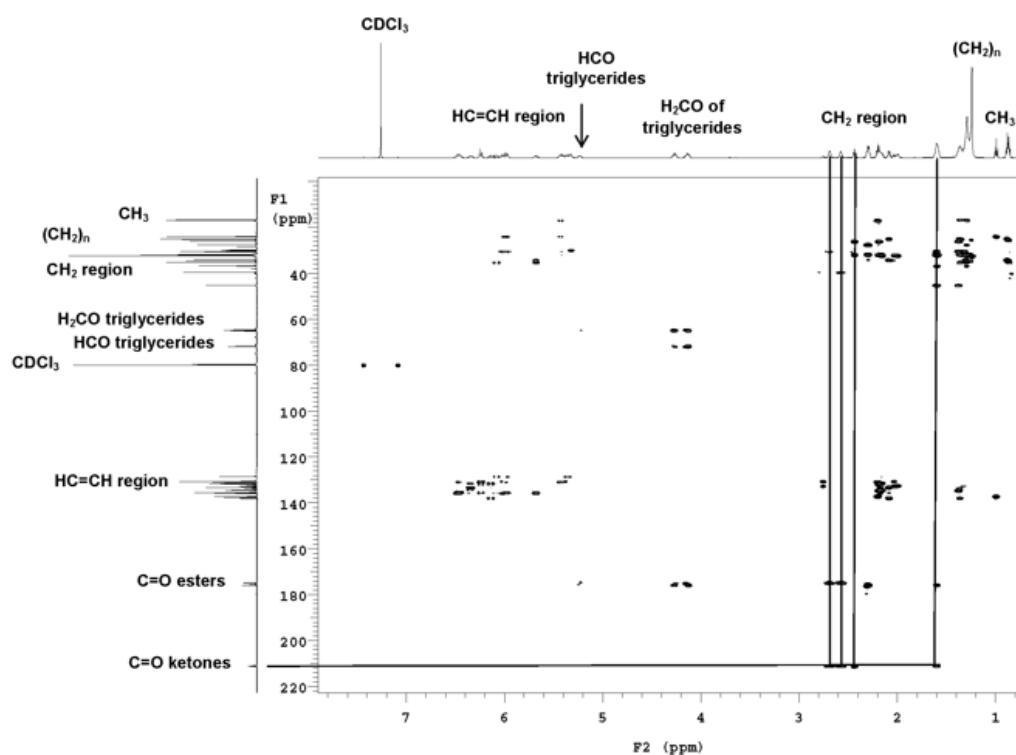 CDCl₃
(CH₂)ₙ
HCO
triglycerides
HC=CH region
H₂CO of
triglycerides
CH₂ region
CH₃
F1
(ppm)
CH₃
(CH₂)ₙ
CH₂ region
H₂CO triglycerides
HCO triglycerides
CDCl₃
HC=CH region
C=O esters
C=O ketones
40
60
80
100
120
140
160
180
200
220
7
6
5
4
3
2
1
F2 (ppm)